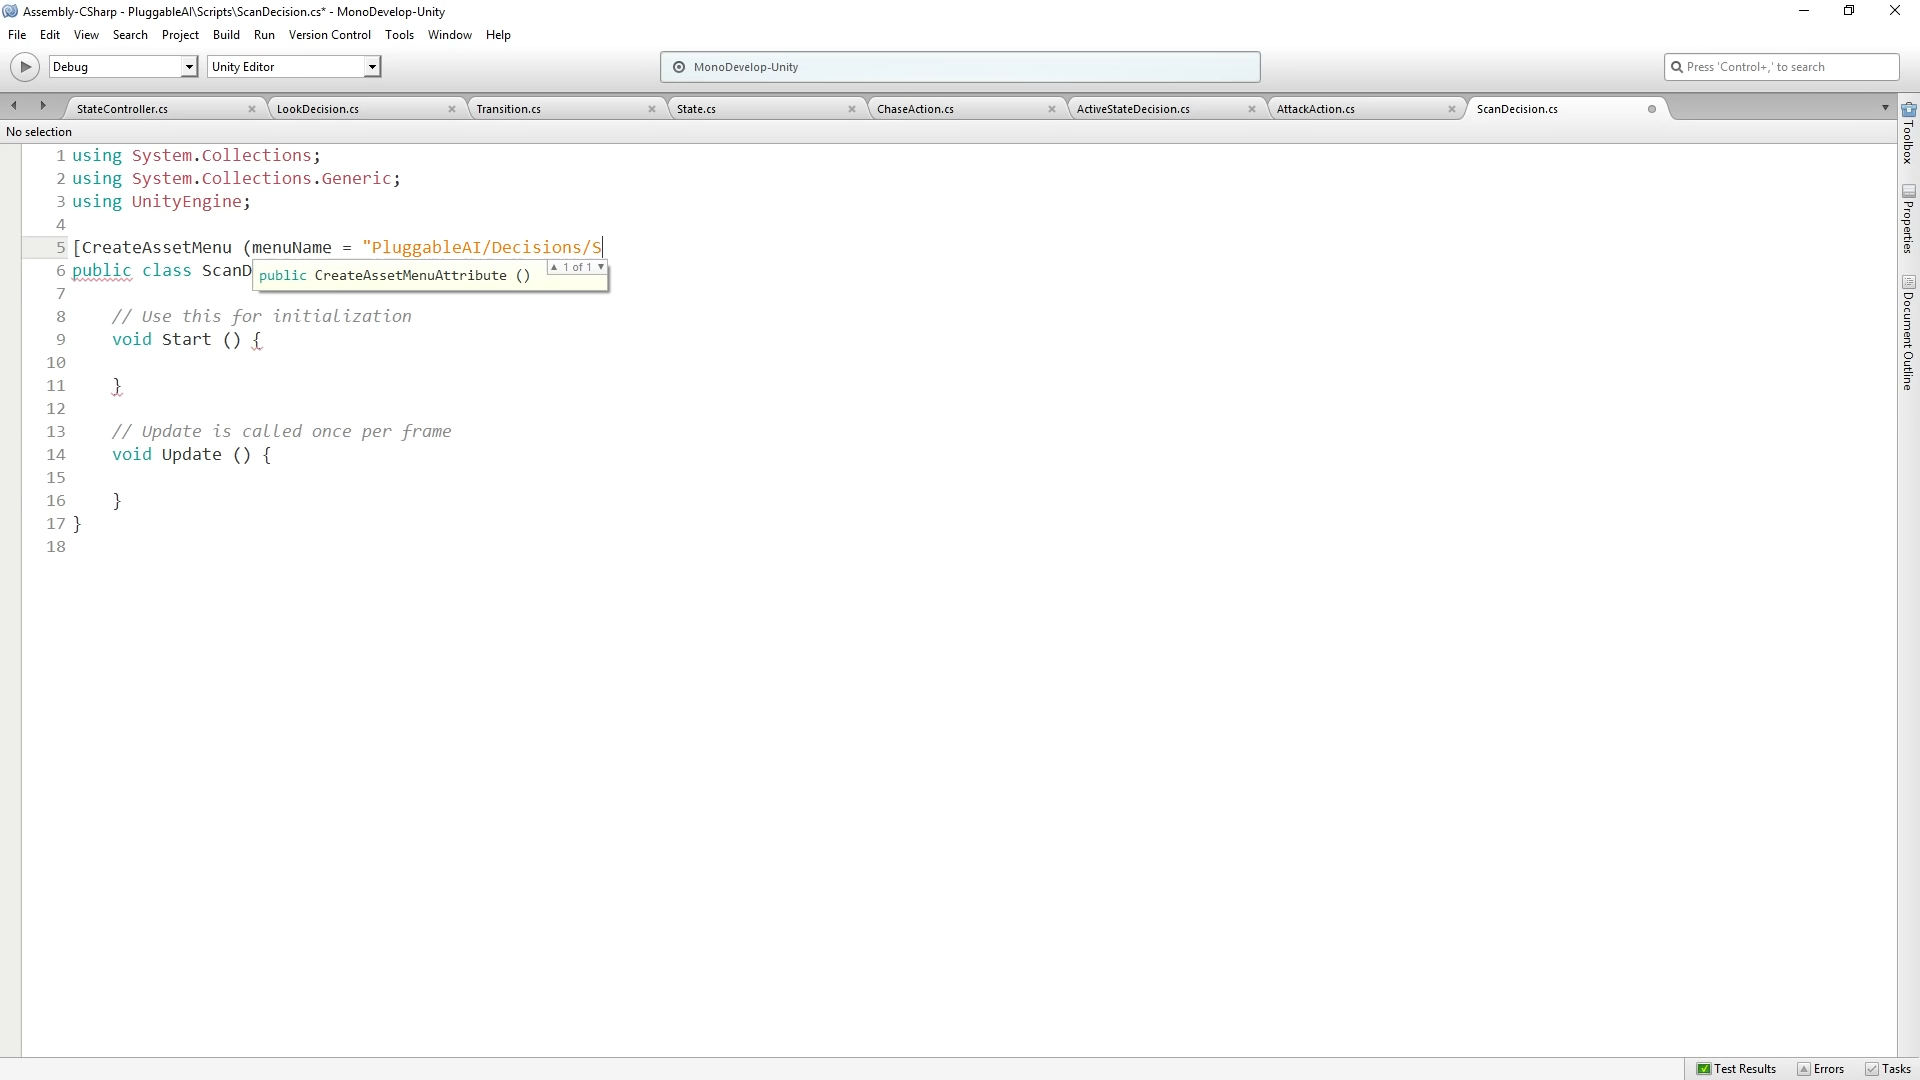 Assembly-CSharp - PluggableAI\Scripts\ScanDecision.cs* - MonoDevelop-Unity
File Edit View Search Project Build Run Version Control Tools Window Help
Debug Unity Editor MonoDevelop-Unity Press 'Control+,' to search
StateController.cs LookDecision.cs Transition.cs State.cs ChaseAction.cs ActiveStateDecision.cs AttackAction.cs ScanDecision.cs
No selection
1 using System.Collections;
2 using System.Collections.Generic;
3 using UnityEngine;
4
5 [CreateAssetMenu (menuName = "PluggableAI/Decisions/S
6 public class ScanD
1 of 1
public CreateAssetMenuAttribute ()
7
8 // Use this for initialization
9 void Start () {
10
11 }
12
13 // Update is called once per frame
14 void Update () {
15
16 }
17 }
18
Toolbox
Properties
Document Outline
Test Results Errors Tasks